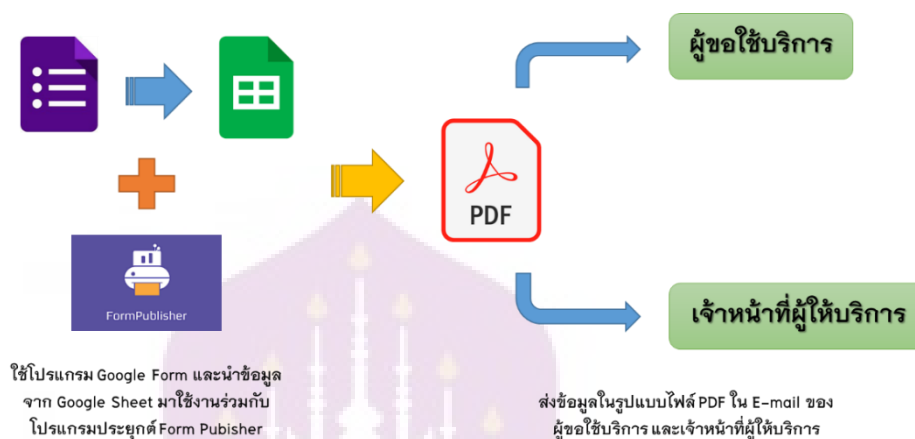 ผู้ขอใช้บริการ
PDF
FormPublisher
เจ้าหน้าที่ผู้ให้บริการ
ใช้โปรแกรม Google Form และนำข้อมูล
จาก Google Sheet มาใช้งานร่วมกับ
โปรแกรมประยุกต์ Form Pubisher
ส่งข้อมูลในรูปแบบไฟล์ PDF ใน E-mail ของ
ผู้ขอใช้บริการ และเจ้าหน้าที่ผู้ให้บริการ